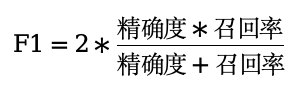 F1 = 2 * 精确度 * 召回率 / 精确度 + 召回率